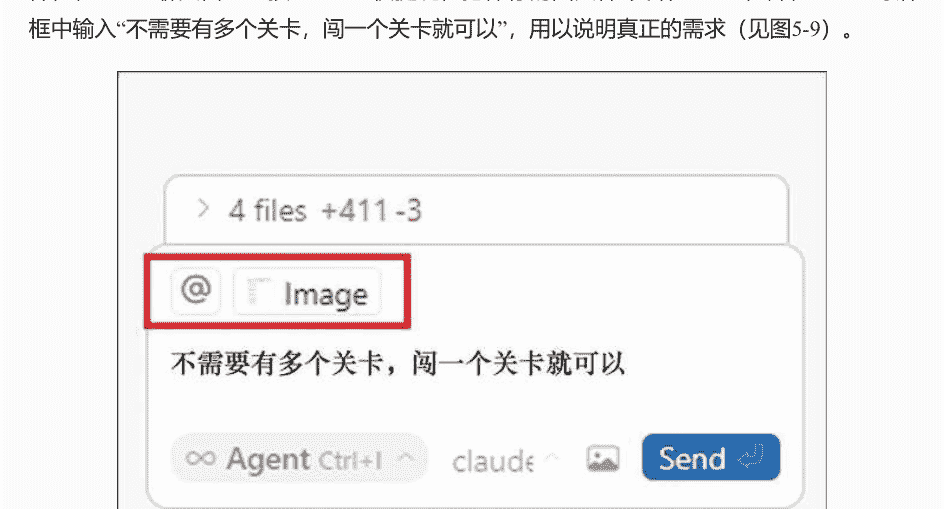 框中输入“不需要有多个关卡，闯一个关卡就可以”，用以说明真正的需求（见图5-9）。
> 4 files +411 -3
@ Image
不需要有多个关卡，闯一个关卡就可以
∞ Agent Ctrl+I claude Send